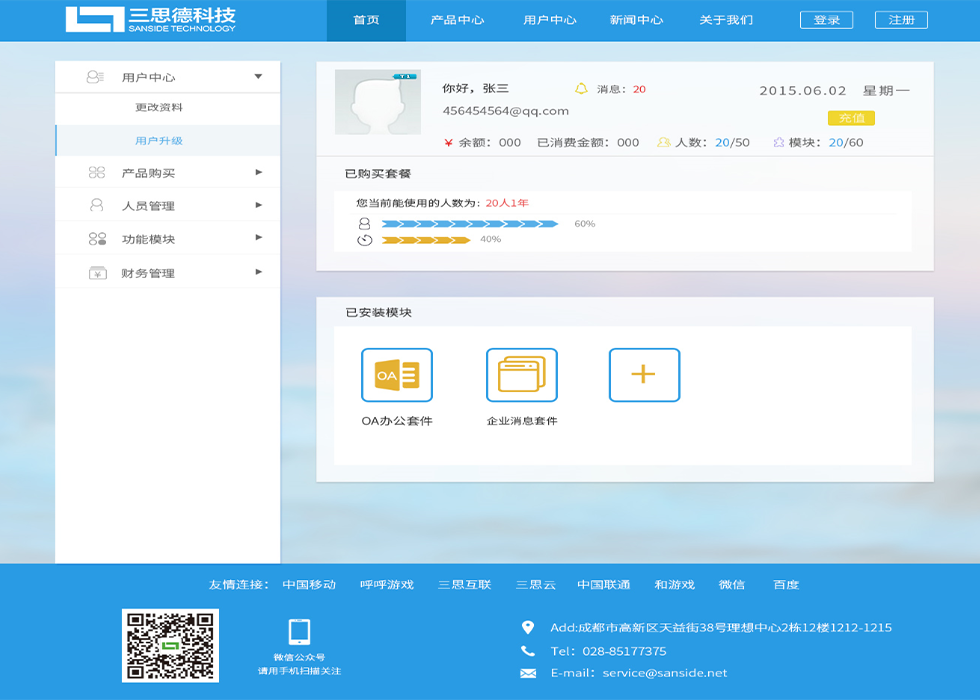 三思德科技
SANSIDE TECHNOLOGY
首页 产品中心 用户中心 新闻中心 关于我们 登录 注册
用户中心
更改资料
用户升级
产品购买
人员管理
功能模块
财务管理
你好，张三 消息：20
456454564@qq.com
2015.06.02 星期一
充值
¥ 余额：000 已消费金额：000 人数：20/50 模块：20/60
已购买套餐
您当前能使用的人数为：20人1年
60%
40%
已安装模块
OA
OA办公套件 企业消息套件
友情连接： 中国移动 呼呼游戏 三思互联 三思云 中国联通 和游戏 微信 百度
微信公众号
请用手机扫描关注
Add:成都市高新区天益街38号理想中心2栋12楼1212-1215
Tel：028-85177375
E-mail：service@sanside.net